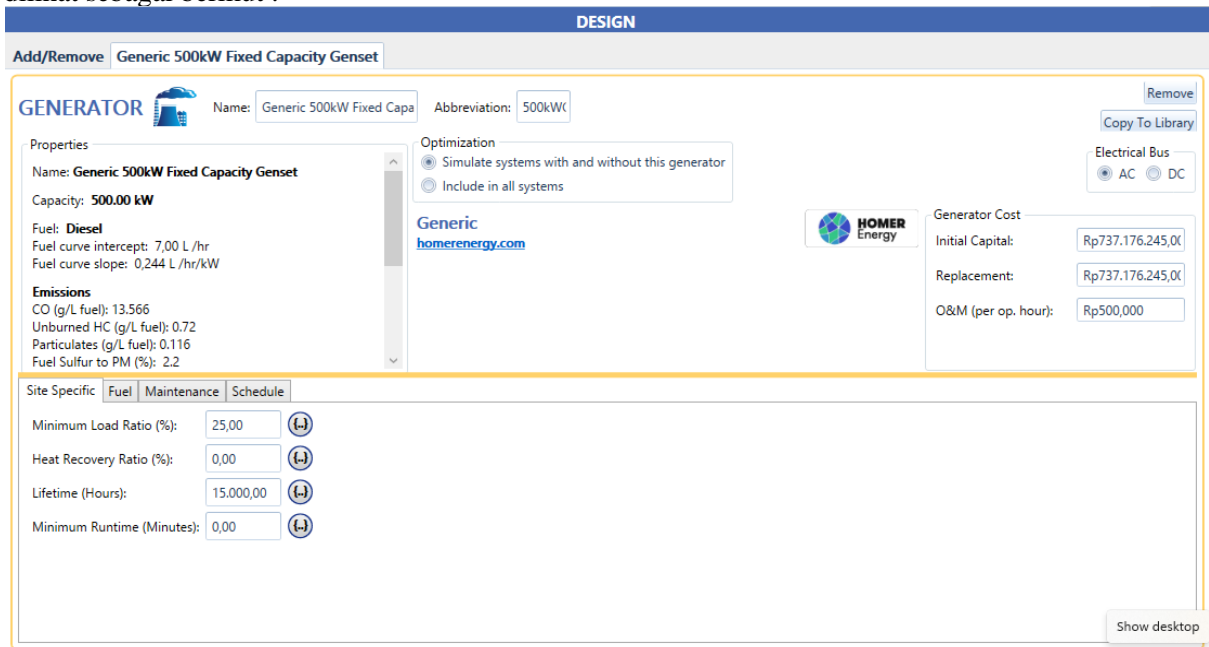 dilihat sebagai berikut :
DESIGN
Add/Remove Generic 500kW Fixed Capacity Genset
Remove
GENERATOR Name: Generic 500kW Fixed Capa Abbreviation: 500kW(
Copy To Library
Properties
Name: Generic 500kW Fixed Capacity Genset
Capacity: 500.00 kW
Fuel: Diesel
Fuel curve intercept: 7,00 L /hr
Fuel curve slope: 0,244 L /hr/kW
Emissions
CO (g/L fuel): 13.566
Unburned HC (g/L fuel): 0.72
Particulates (g/L fuel): 0.116
Fuel Sulfur to PM (%): 2.2
Optimization
Simulate systems with and without this generator
Include in all systems
Generic
homerenergy.com
HOMER
Energy
Electrical Bus
AC DC
Generator Cost
Initial Capital: Rp737.176.245,0(
Replacement: Rp737.176.245,0(
O&M (per op. hour): Rp500,000
Site Specific Fuel Maintenance Schedule
Minimum Load Ratio (%): 25,00 {..}
Heat Recovery Ratio (%): 0,00 {..}
Lifetime (Hours): 15.000,00 {..}
Minimum Runtime (Minutes): 0,00 {..}
Show desktop